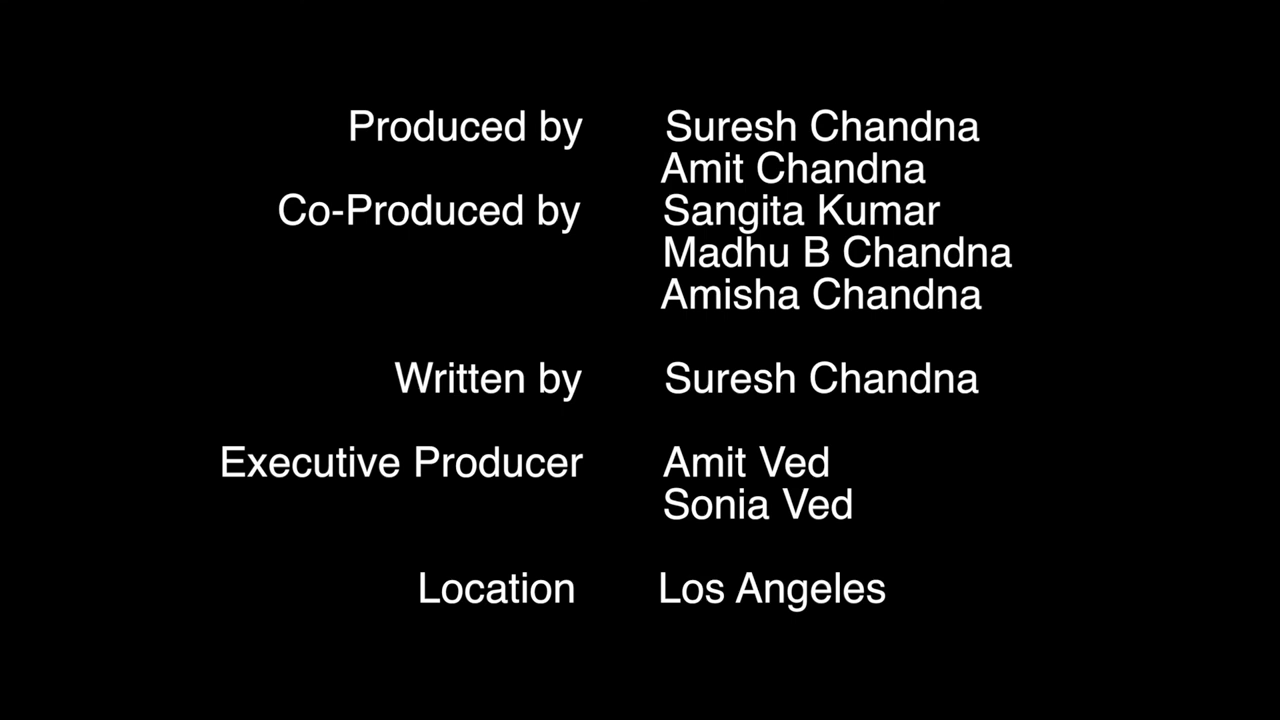 Produced by Suresh Chandna
Amit Chandna
Co-Produced by Sangita Kumar
Madhu B Chandna
Amisha Chandna
Written by Suresh Chandna
Executive Producer Amit Ved
Sonia Ved
Location Los Angeles